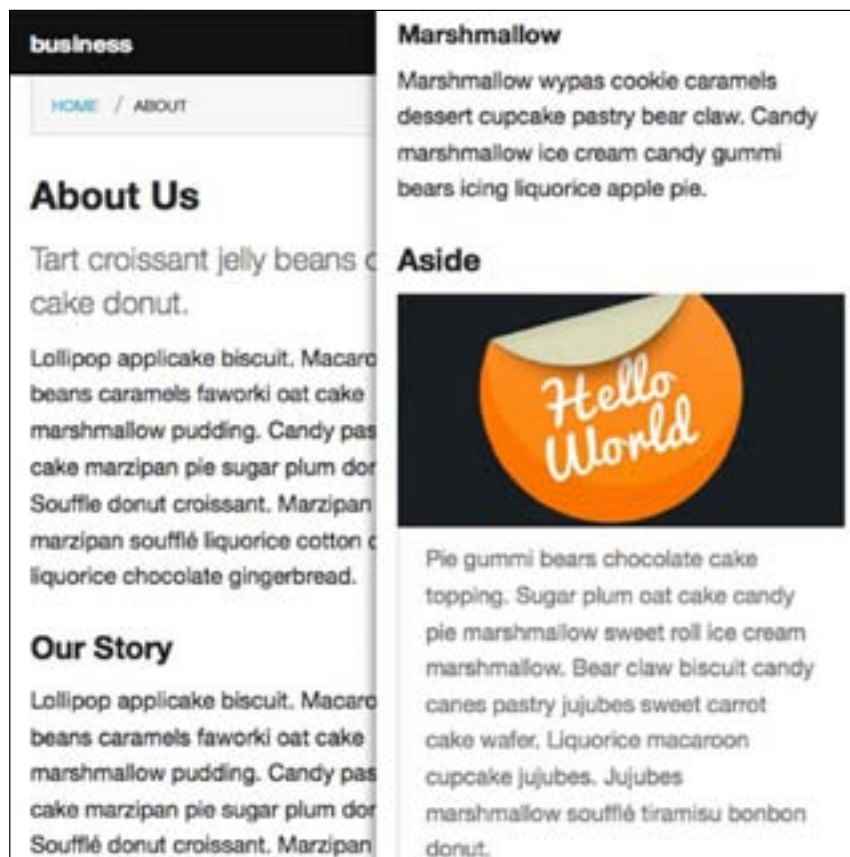 business
HOME / ABOUT
About Us
Tart croissant jelly beans
cake donut.
Lollipop applicake biscuit. Macaro
beans caramels faworki oat cake
marshmallow pudding. Candy pas
cake marzipan pie sugar plum do
Souffle donut croissant. Marzipan
marzipan soufflé liquorice cotton
liquorice chocolate gingerbread.
Our Story
Lollipop applicake biscuit. Macaro
beans caramels faworki oat cake
marshmallow pudding. Candy pas
cake marzipan pie sugar plum do
Soufflé donut croissant. Marzipan
Marshmallow
Marshmallow wypas cookie caramels
dessert cupcake pastry bear claw. Candy
marshmallow ice cream candy gummi
bears icing liquorice apple pie.
Aside
Hello
World
Pie gummi bears chocolate cake
topping. Sugar plum oat cake candy
pie marshmallow sweet roll ice cream
marshmallow. Bear claw biscuit candy
canes pastry jujubes sweet carrot
cake wafer. Liquorice macaroon
cupcake jujubes. Jujubes
marshmallow soufflé tiramisu bonbon
donut.